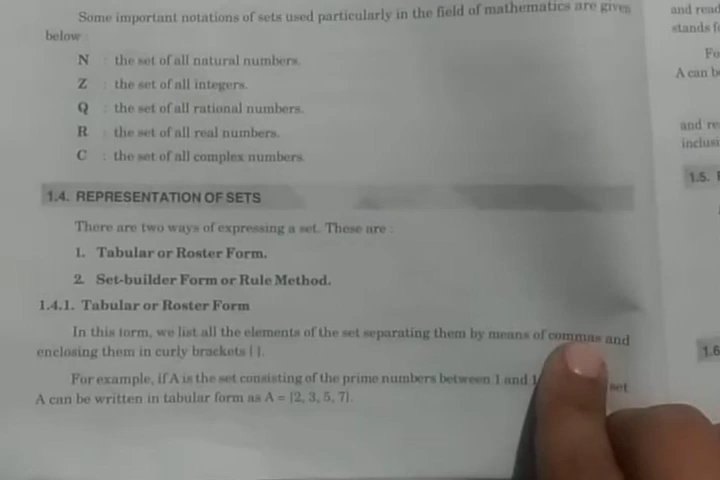 Some important notations of sets used particularly in the field of mathematics are given
below :
N : the set of all natural numbers.
Z : the set of all integers.
Q : the set of all rational numbers.
R : the set of all real numbers.
C : the set of all complex numbers.
1.4. REPRESENTATION OF SETS
There are two ways of expressing a set. These are :
1. Tabular or Roster Form.
2. Set-builder Form or Rule Method.
1.4.1. Tabular or Roster Form
In this form, we list all the elements of the set separating them by means of commas and
enclosing them in curly brackets { }.
For example, if A is the set consisting of the prime numbers between 1 and 1 set
A can be written in tabular form as A = {2, 3, 5, 7}.
and read
stands
A can
and
1.5.
1.6